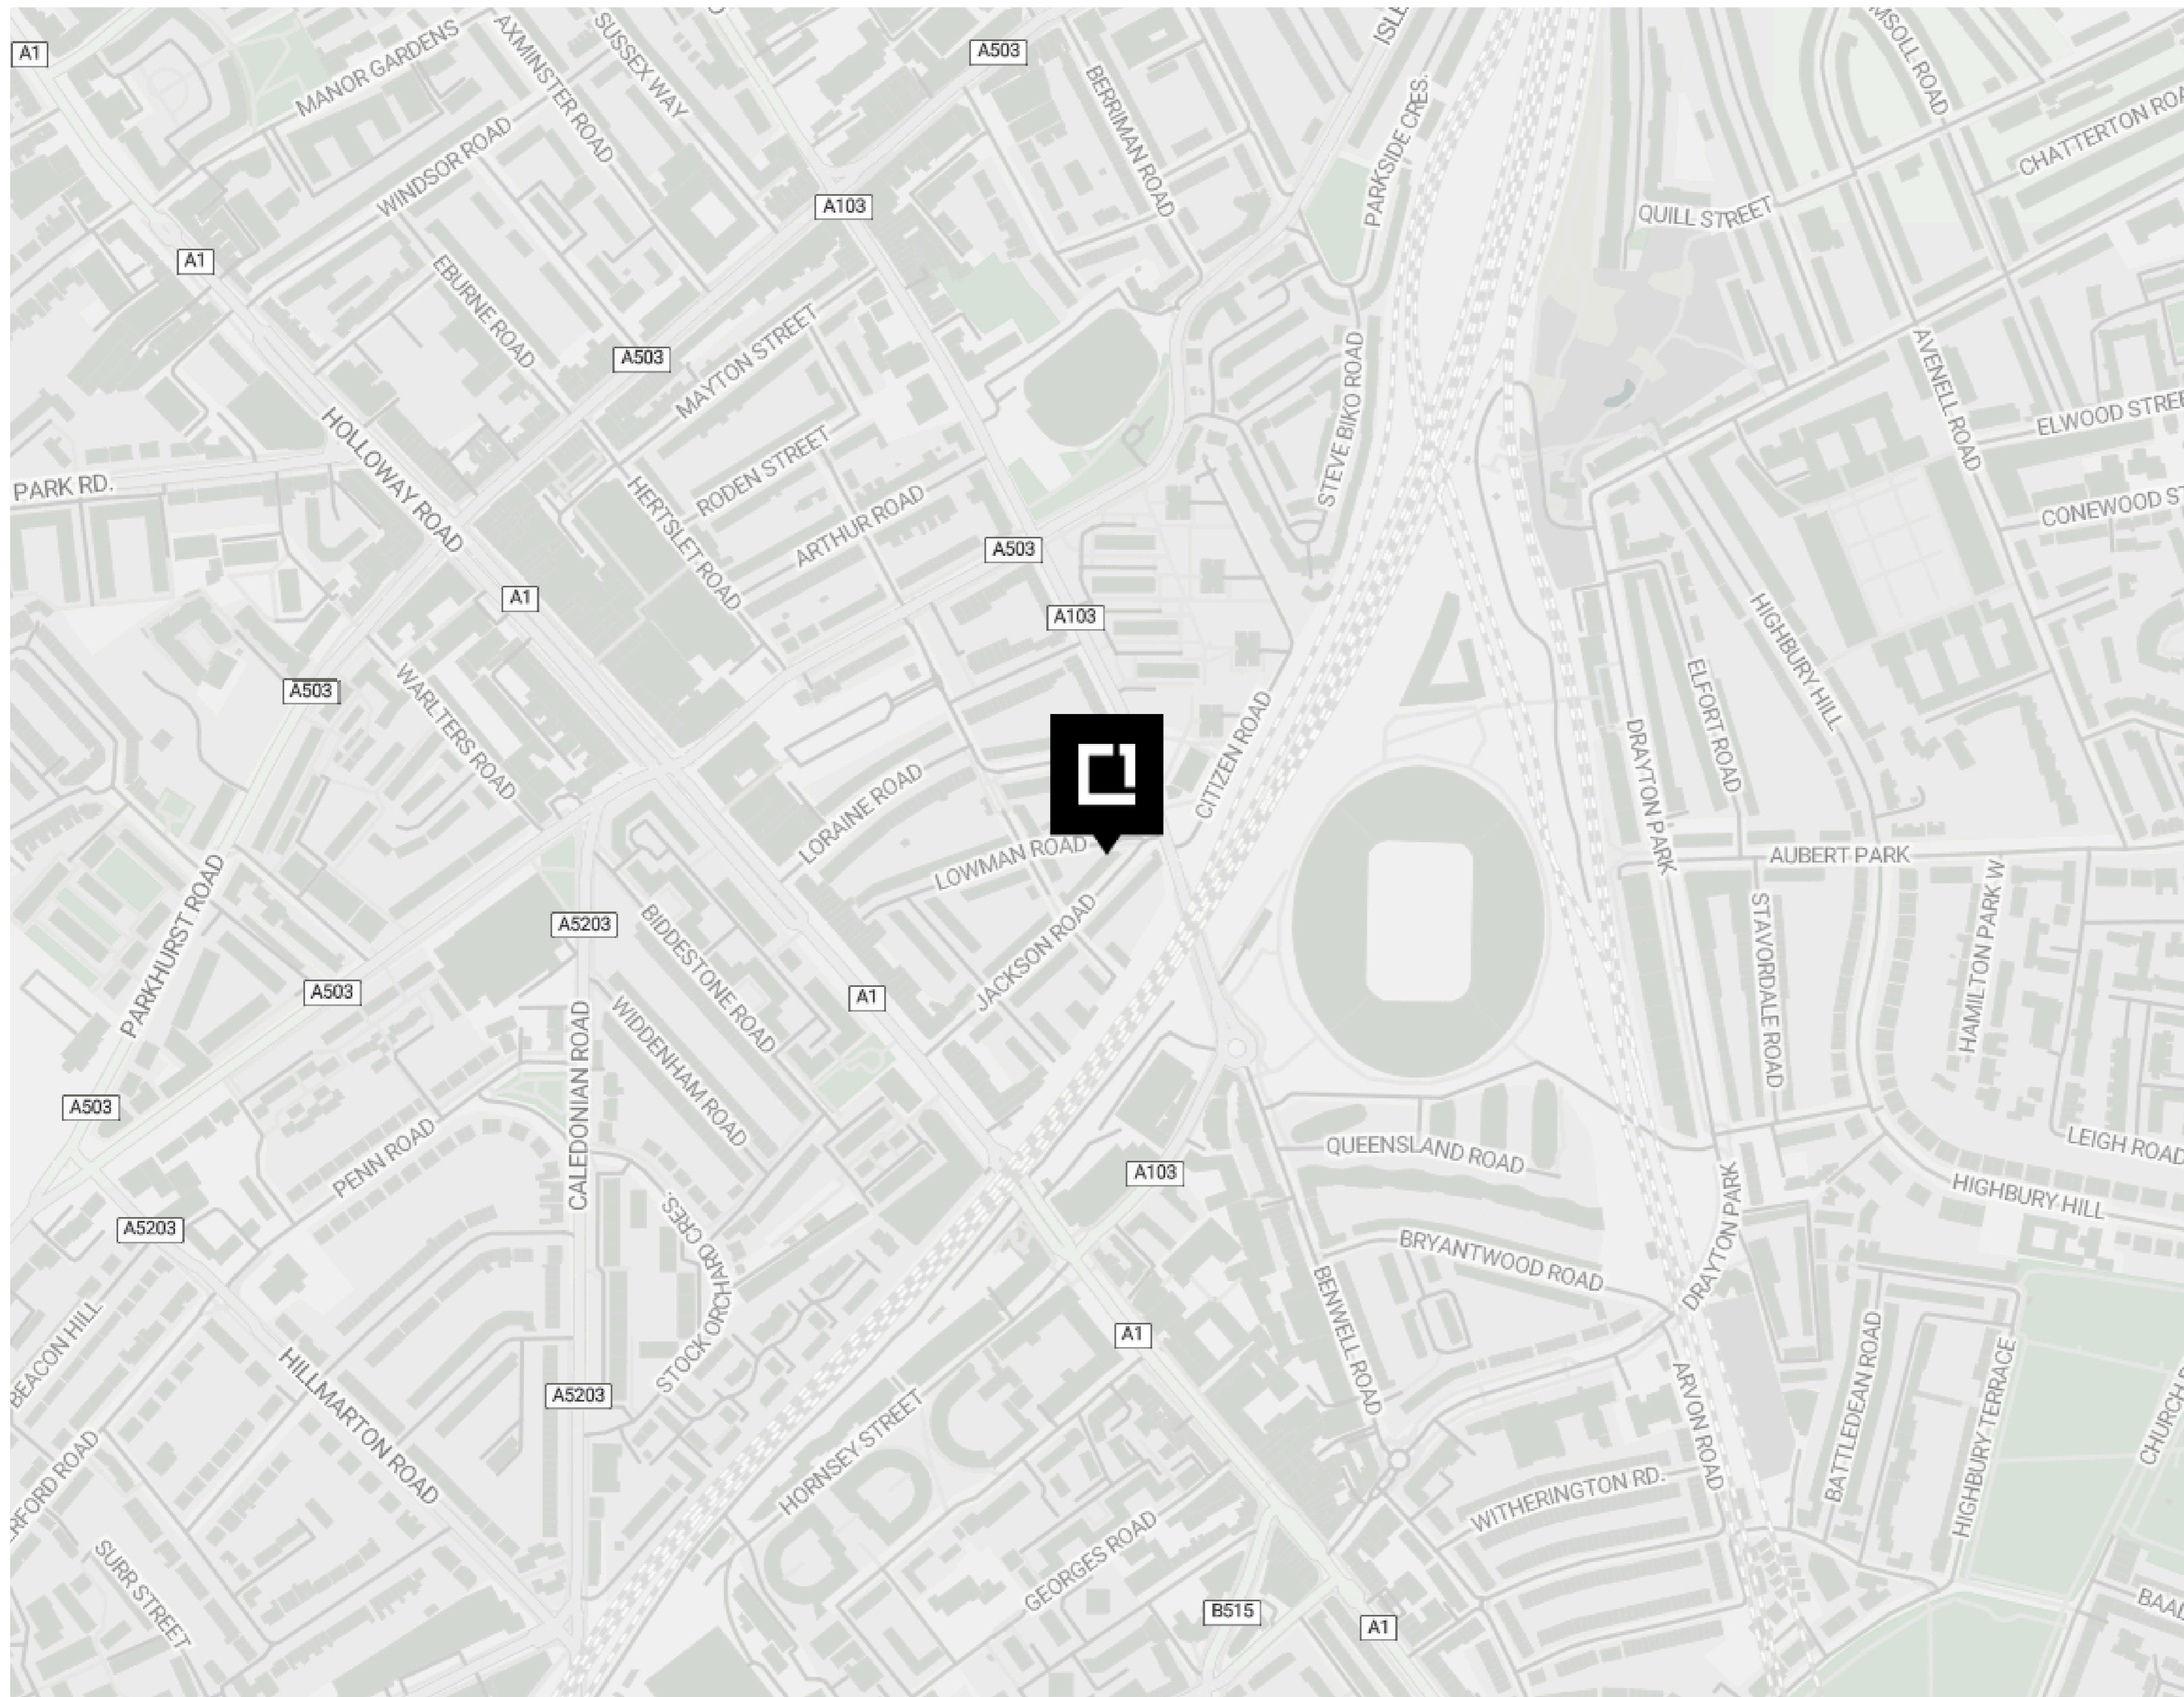 A1
MANOR GARDENS
AXMINSTER ROAD
SUSSEX WAY
A503
BERRIMAN ROAD
PARKSIDE CRES.
CHATTERTON
WINDSOR ROAD
A103
QUILL STREET
A1
EBURNE ROAD
A503
MAYTON STREET
STEVE BIKO ROAD
AVENELL ROAD
ELWOOD
HOLLOWAY ROAD
PARK RD.
HERTSLET ROAD
RODEN STREET
ARTHUR ROAD
CONEWOOD
A503
A1
A103
HIGHBURY HILL
A503
WARLTERS ROAD
ELFORT ROAD
CITIZEN ROAD
DRAYTON PARK
LORAINE ROAD
LOWMAN ROAD
AUBERT PARK
PARKHURST ROAD
A5203
BIDDESTONE ROAD
JACKSON ROAD
STAVORDALE ROAD
HAMILTON PARK W
A503
A1
WIDDENHAM ROAD
CALEDONIAN ROAD
A503
PENN ROAD
QUEENSLAND ROAD
LEIGH ROAD
A103
HIGHBURY HILL
A5203
STOCK ORCHARD CRES.
BRYANTWOOD ROAD
DRAYTON PARK
BEACON HILL
A1
BENWELL ROAD
HILLMARTON ROAD
A5203
BATTLEDEAN ROAD
HIGHBURY TERRACE
CHURCH
ARVON ROAD
HORNSEY STREET
ROAD
WITHERINGTON RD.
GEORGES ROAD
SURR STREET
B515
A1